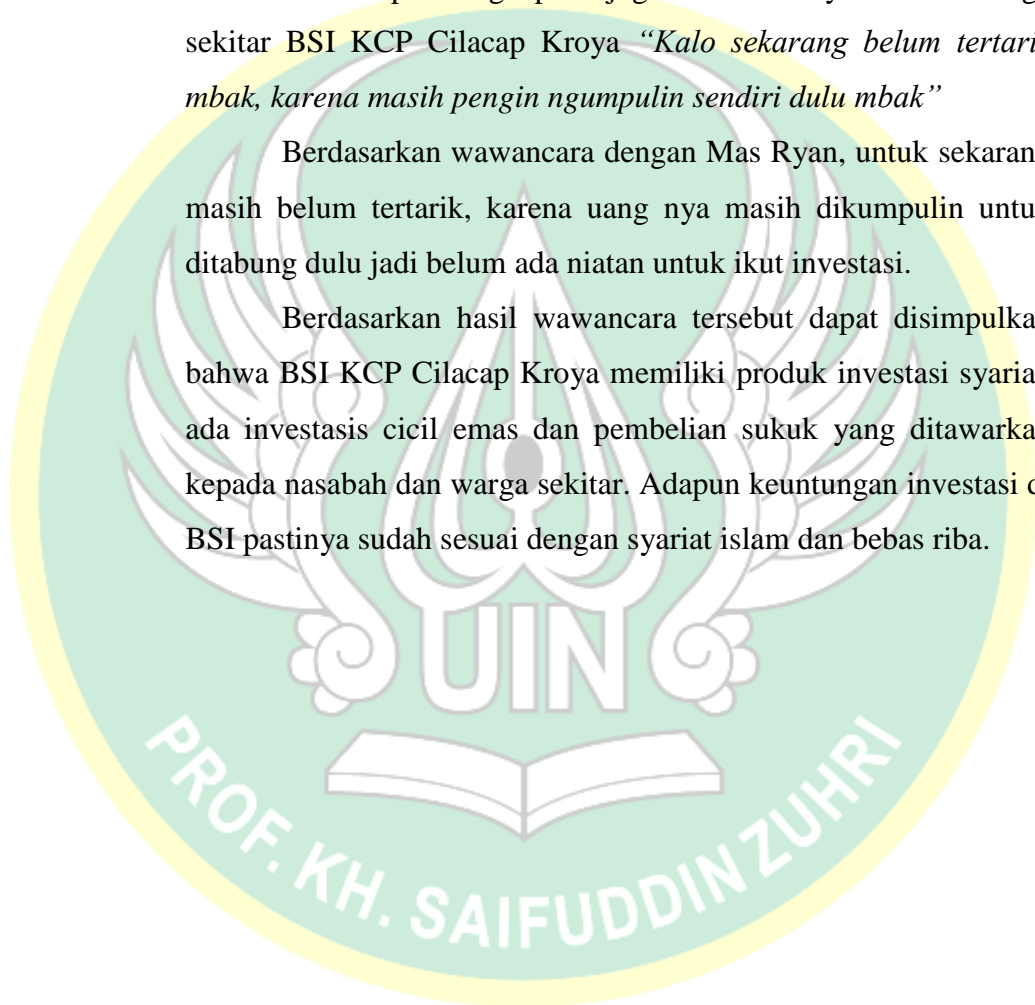 sekitar BSI KCP Cilacap Kroya “Kalo sekarang belum tertari
mbak, karena masih pengin ngumpulin sendiri dulu mbak”
Berdasarkan wawancara dengan Mas Ryan, untuk sekaran
masih belum tertarik, karena uang nya masih dikumpulin untu
ditabung dulu jadi belum ada niatan untuk ikut investasi.
Berdasarkan hasil wawancara tersebut dapat disimpulka
bahwa BSI KCP Cilacap Kroya memiliki produk investasi syaria
ada investasis cicil emas dan pembelian sukuk yang ditawarka
kepada nasabah dan warga sekitar. Adapun keuntungan investasi d
BSI pastinya sudah sesuai dengan syariat islam dan bebas riba.
UIN
PROF. KH. SAIFUDDIN ZUHRI